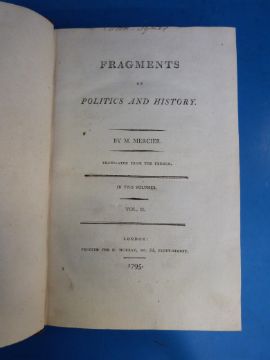 FRAGMENTS
OF
POLITICS AND HISTORY.
BY M. MERCIER.
TRANSLATED FROM THE FRENCH.
IN TWO VOLUMES.
VOL. II.
LONDON:
PRINTED FOR H. MURRAY, NO. 32, FLEET-STREET.
1795.